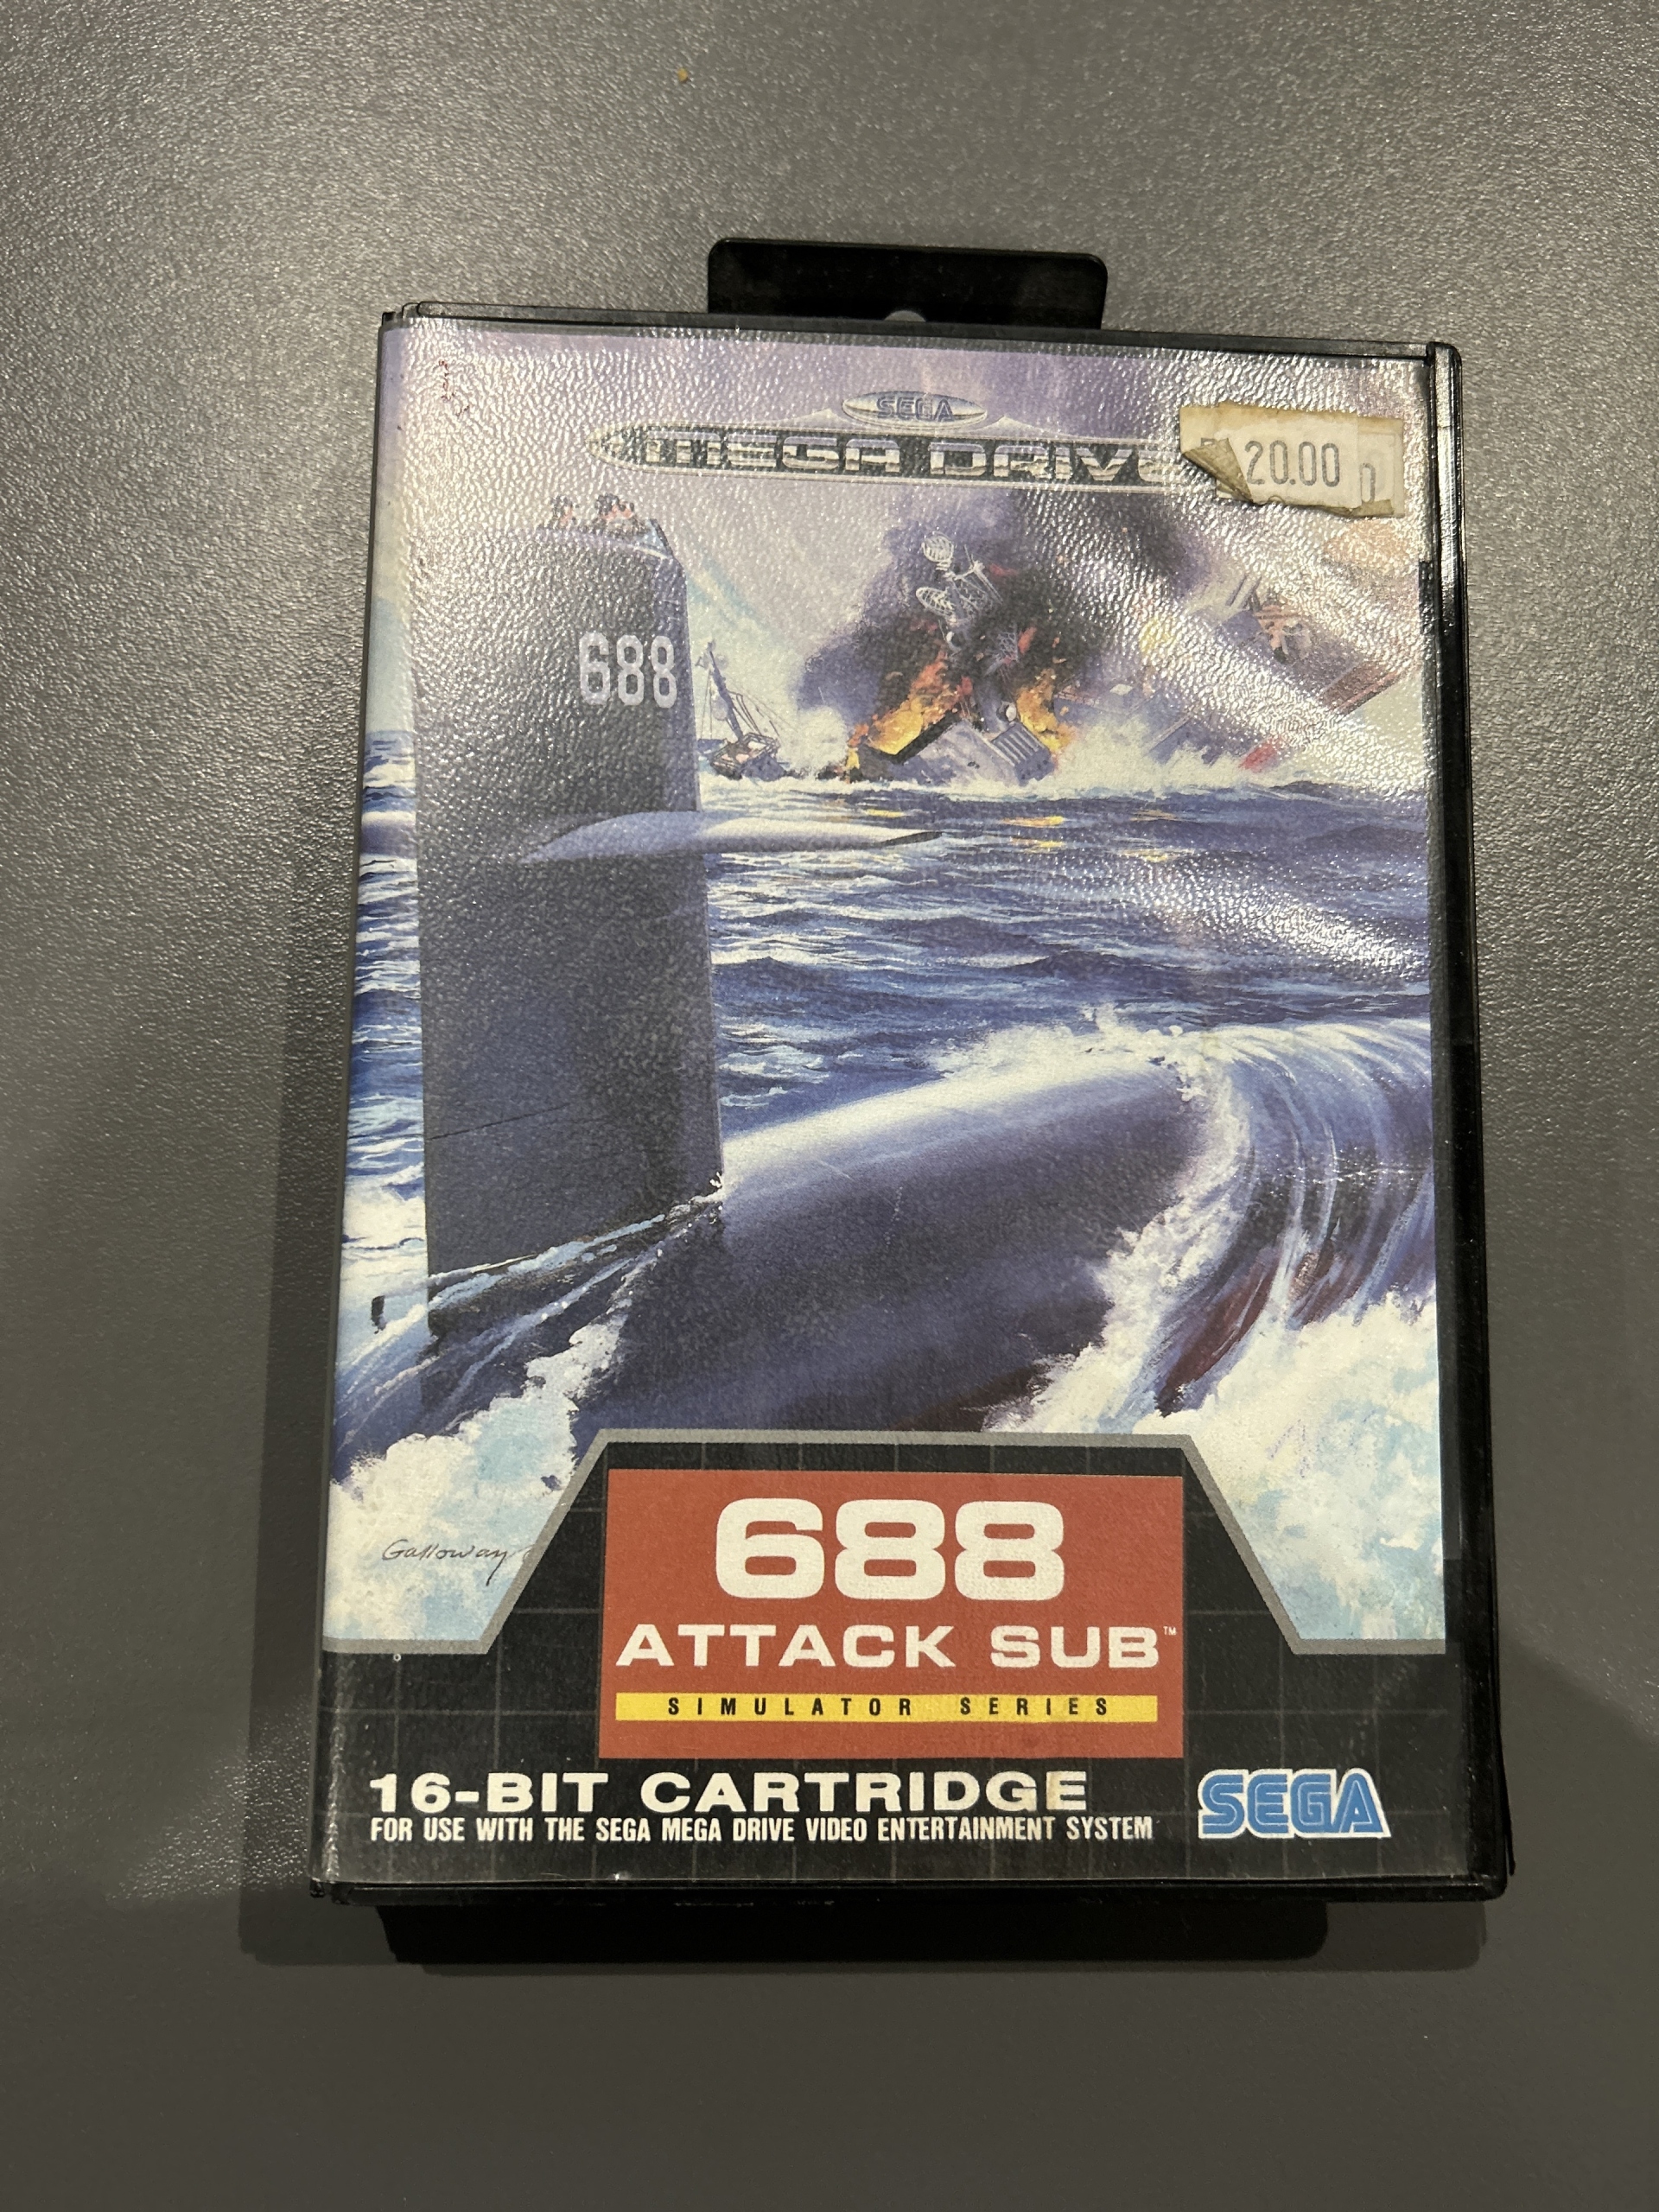 SEGA
MEGA DRIVE
20.00
688
Galloway
688
ATTACK SUB™
SIMULATOR SERIES
16-BIT CARTRIDGE
FOR USE WITH THE SEGA MEGA DRIVE VIDEO ENTERTAINMENT SYSTEM
SEGA